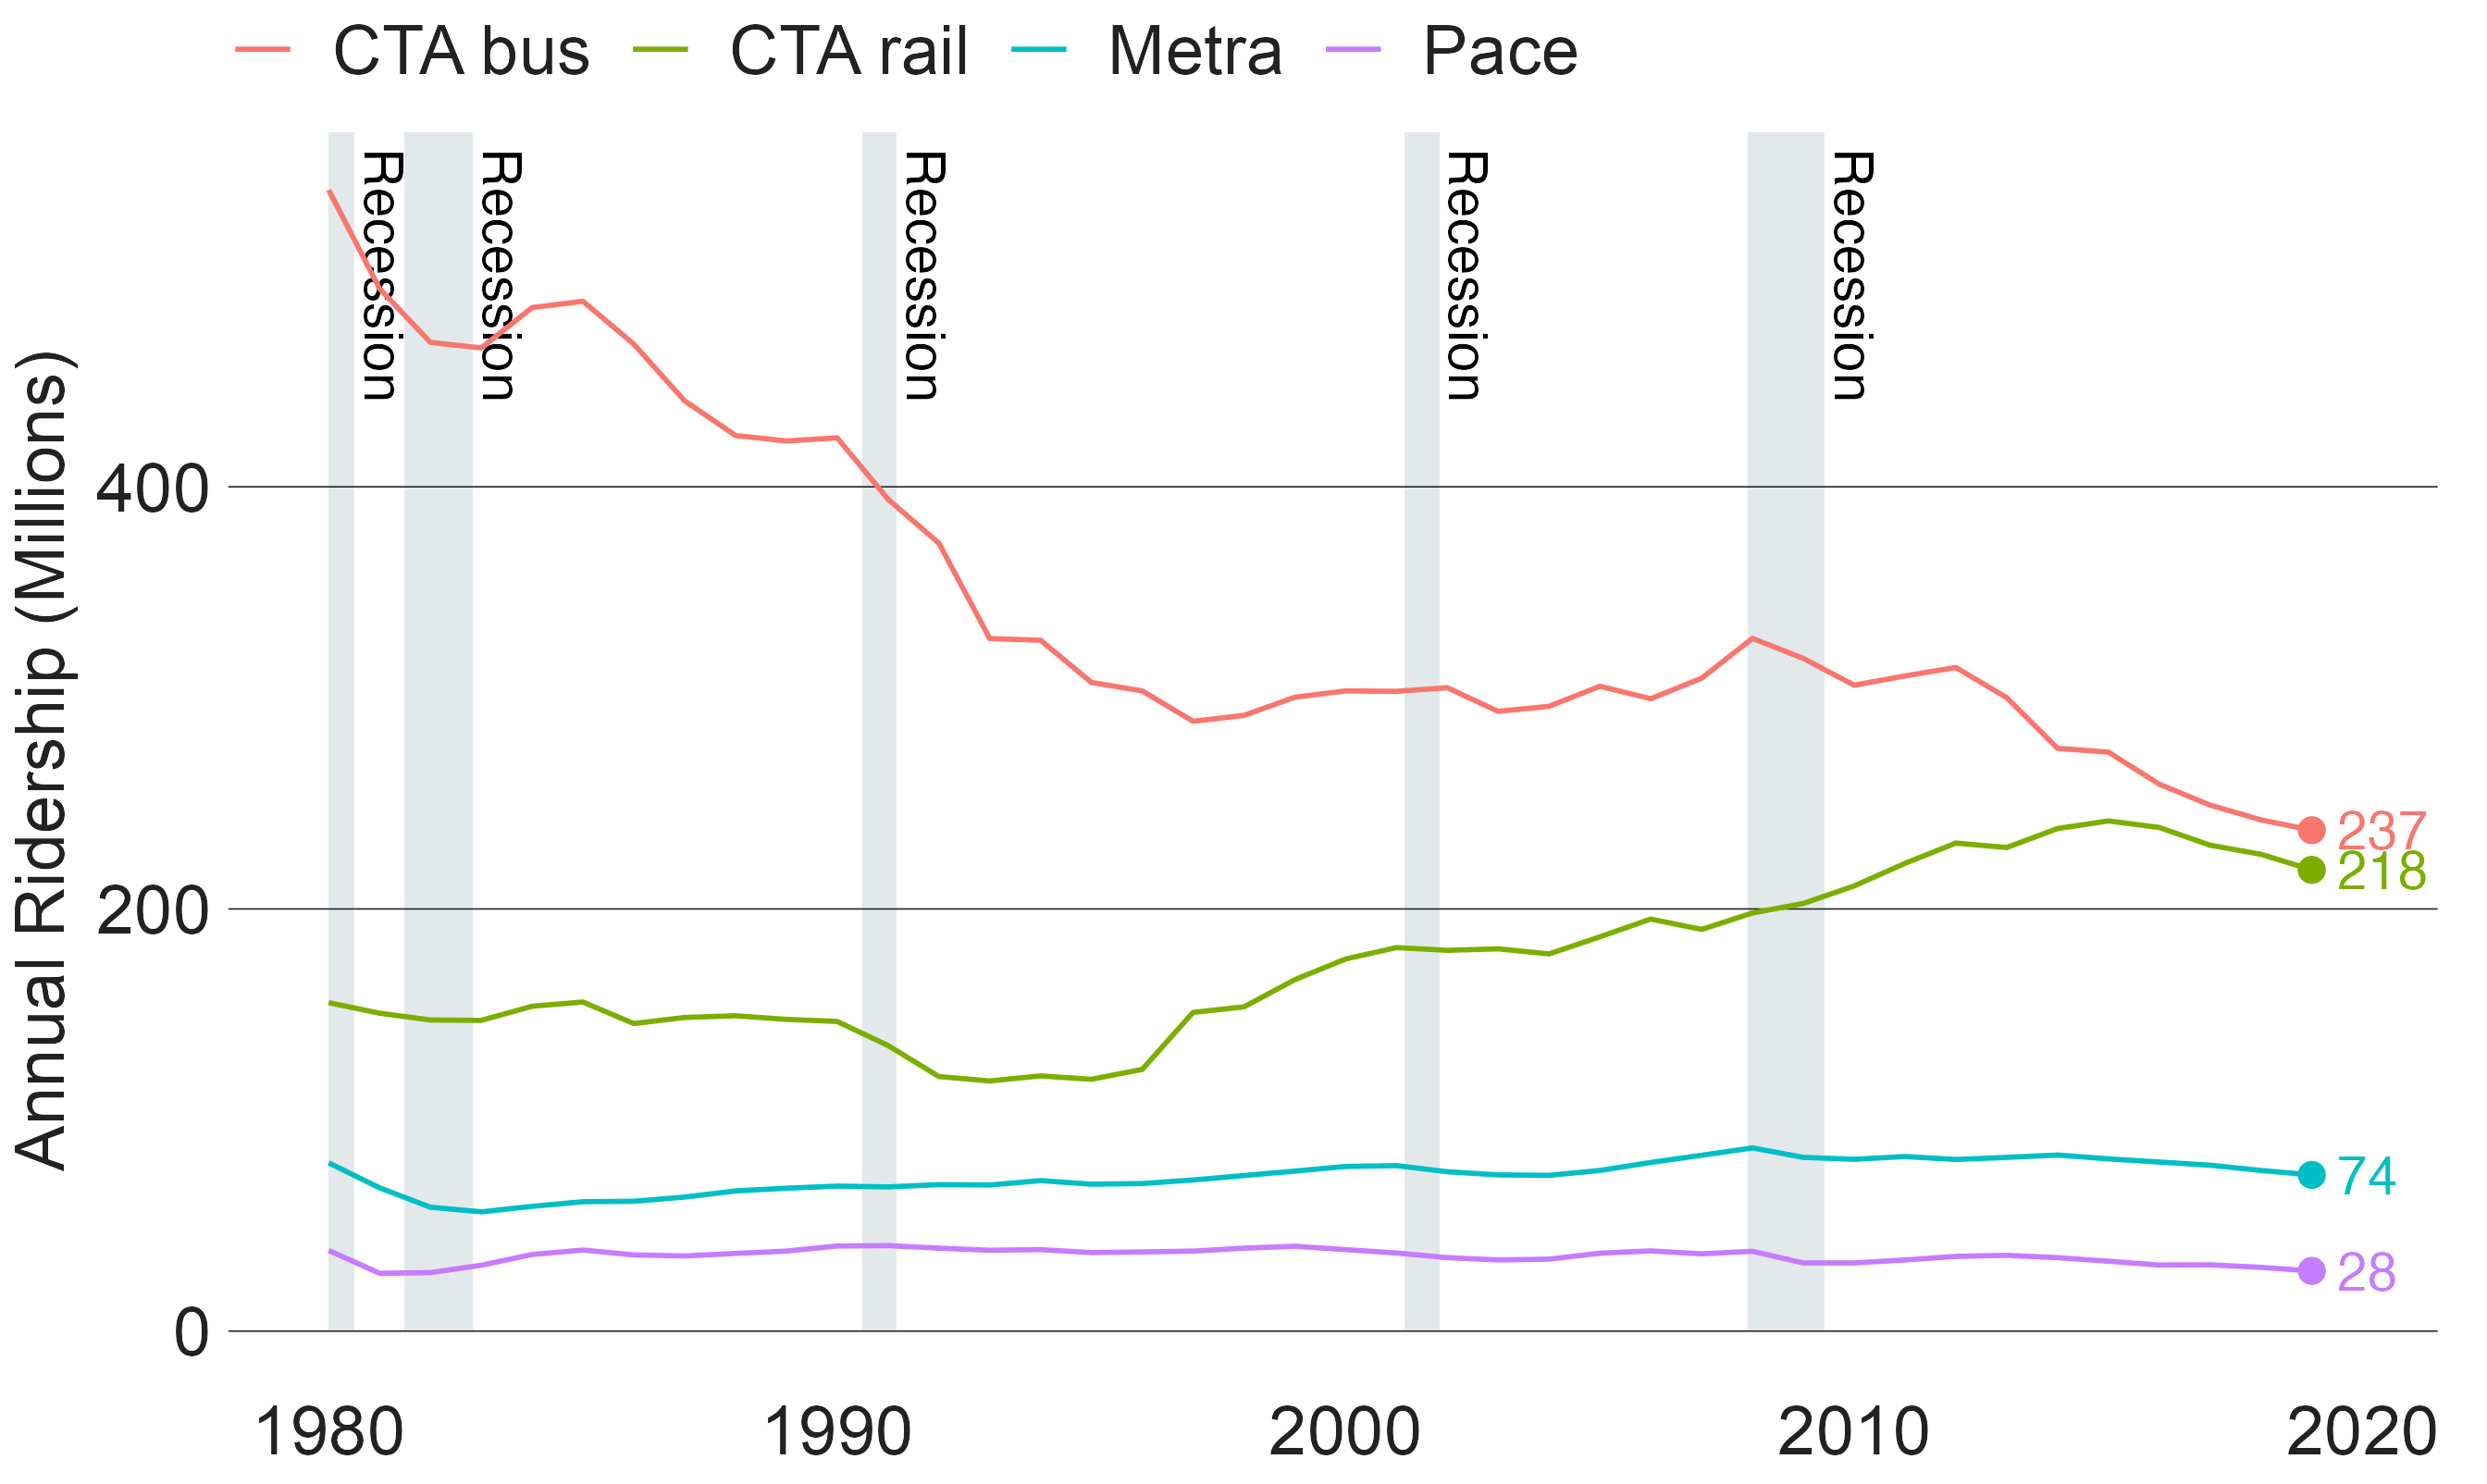 CTA bus CTA rail Metra Pace
Recession
Recession
Recession
Recession
Recession
Annual Ridership (Millions)
400
200
0
237
218
74
28
1980 1990 2000 2010 2020